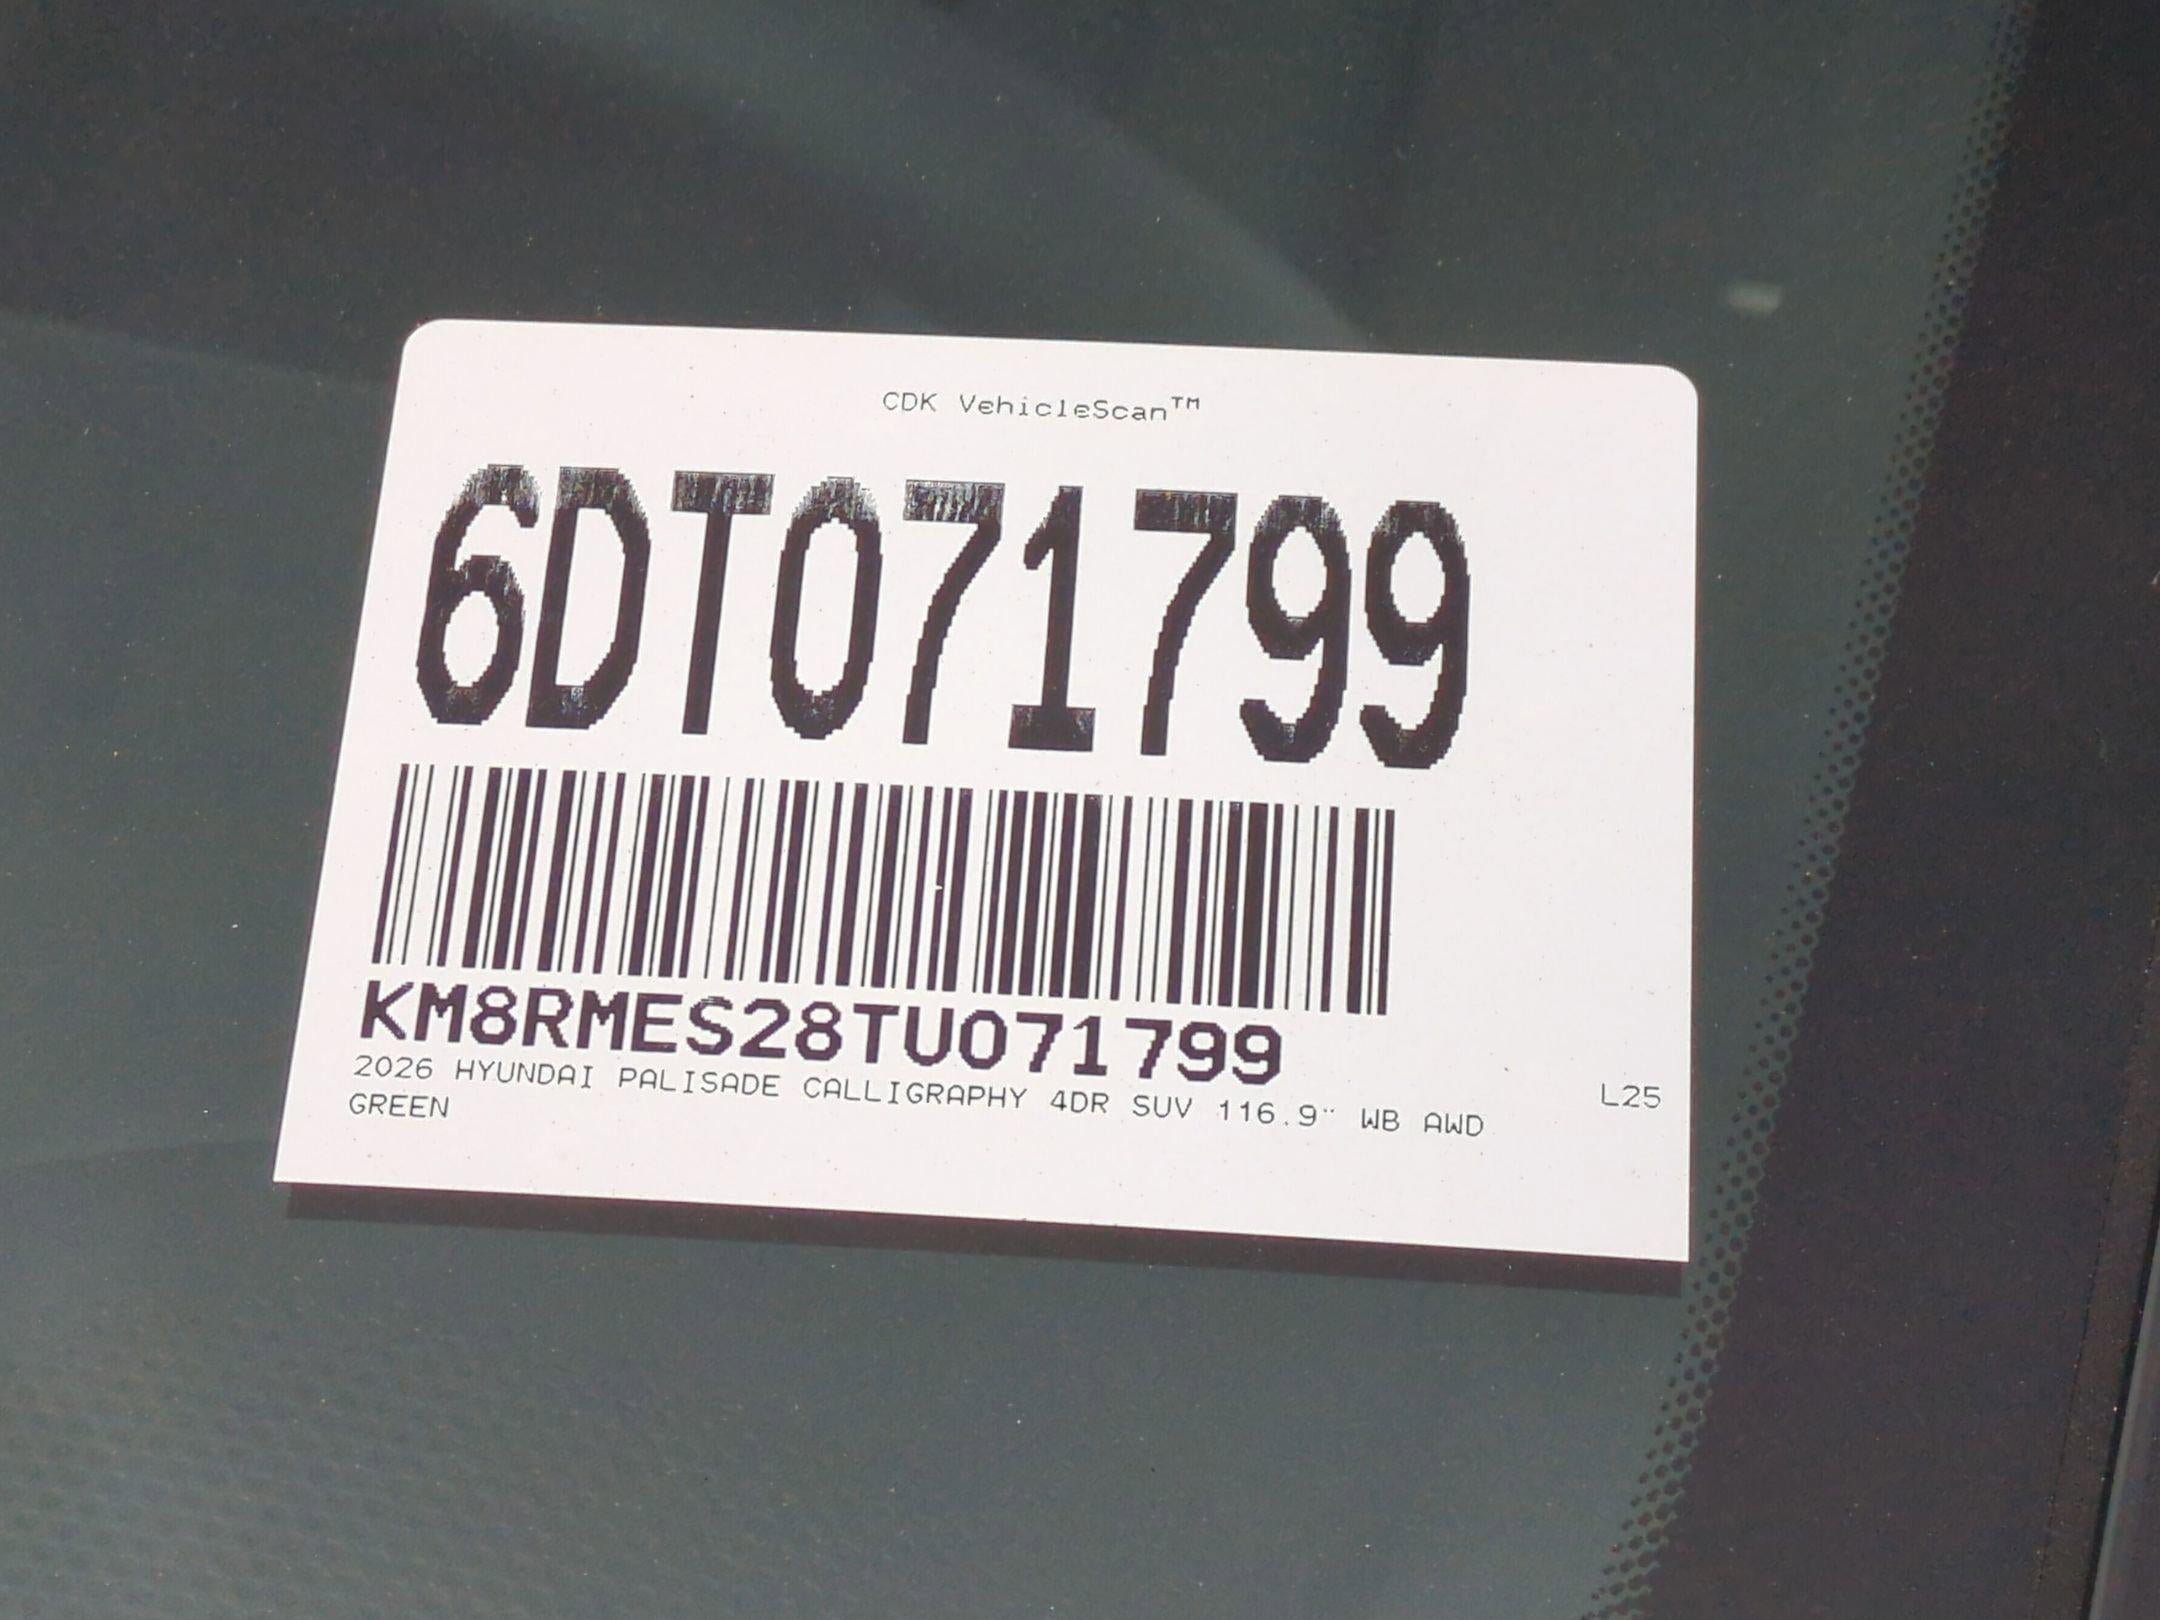 CDK VehicleScan™
6DT071799
KM8RMES28TU071799
2026 HYUNDAI PALISADE CALLIGRAPHY 4DR SUV 116.9" WB AWD
GREEN
L25